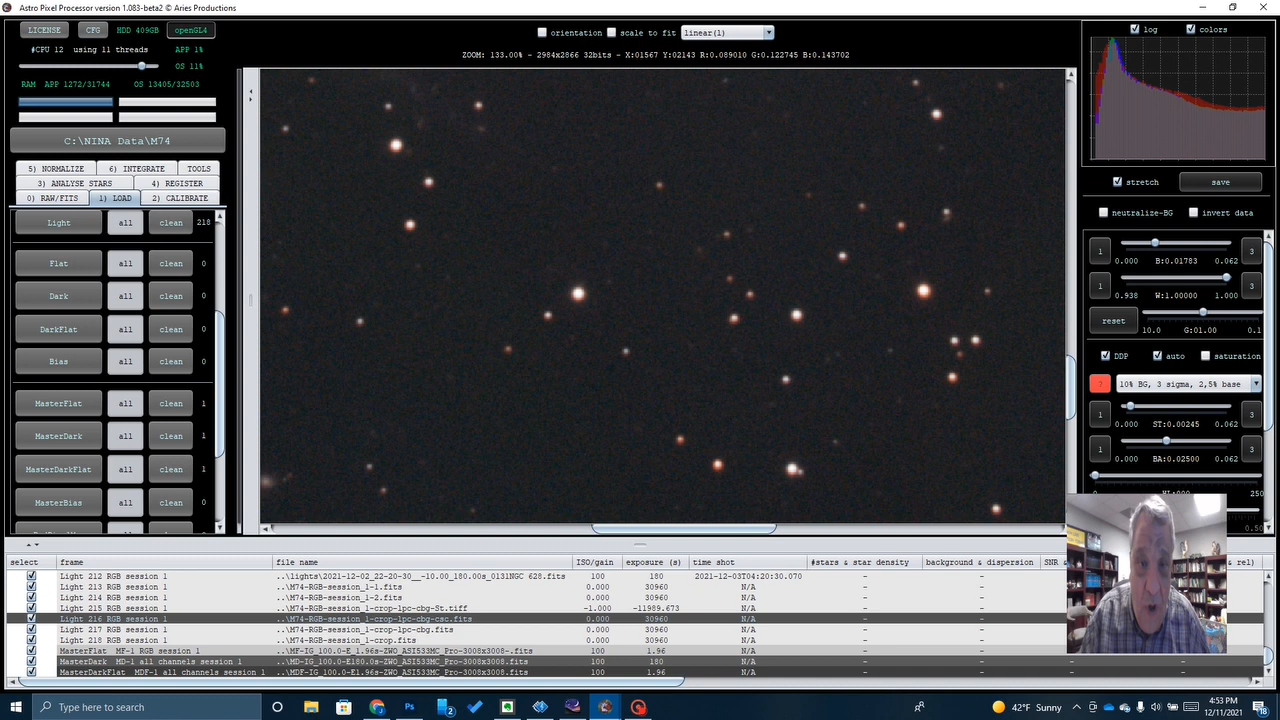 Astro Pixel Processor version 1.083-beta2 © Aries Productions
LICENSE CFG HDD 409GB openGL4
#CPU 12 using 11 threads APP 1%
OS 11%
RAM APP 1272/31744 OS 13405/32503
C:\NINA Data\M74
5) NORMALIZE 6) INTEGRATE TOOLS
3) ANALYSE STARS 4) REGISTER
0) RAW/FITS 1) LOAD 2) CALIBRATE
Light all clean 218
Flat all clean 0
Dark all clean 0
DarkFlat all clean 0
Bias all clean 0
MasterFlat all clean 1
MasterDark all clean 1
MasterDarkFlat all clean 1
MasterBias all clean 0
orientation scale to fit linear(l)
ZOOM: 133.00% - 2984x2866 32bits - X:01567 Y:02143 R:0.089010 G:0.122745 B:0.143702
log colors
stretch save
neutralize-BG invert data
1 3
0.000 B:0.01783 0.062
1 3
0.938 W:1.00000 1.000
reset
10.0 G:01.00 0.1
DDP auto saturation
? 10% BG, 3 sigma, 2,5% base
1 3
0.000 ST:0.00245 0.062
1 3
0.000 BA:0.02500 0.062
250
0.50
select frame file name ISO/gain exposure (s) time shot #stars & star density background & dispersion SNR & rel)
Light 212 RGB session 1 ..\lights\2021-12-02_22-20-30__-10.00_180.00s_0131NGC 628.fits 100 180 2021-12-03T04:20:30.070 - -
Light 213 RGB session 1 ..\M74-RGB-session_1-1.fits 0.000 30960 N/A - -
Light 214 RGB session 1 ..\M74-RGB-session_1-2.fits 0.000 30960 N/A - -
Light 215 RGB session 1 ..\M74-RGB-session_1-crop-lpc-cbg-St.tiff -1.000 -11989.673 N/A - -
Light 216 RGB session 1 ..\M74-RGB-session_1-crop-lpc-cbg-csc.fits 0.000 30960 N/A - -
Light 217 RGB session 1 ..\M74-RGB-session_1-crop-lpc-cbg.fits 0.000 30960 N/A - -
Light 218 RGB session 1 ..\M74-RGB-session_1-crop.fits 0.000 30960 N/A - -
MasterFlat MF-1 RGB session 1 ..\MF-IG_100.0-E_1.96s-ZWO_ASI533MC_Pro-3008x3008-.fits 100 1.96 N/A - -
MasterDark MD-1 all channels session 1 ..\MD-IG_100.0-E180.0s-ZWO_ASI533MC_Pro-3008x3008.fits 100 180 N/A - - - -
MasterDarkFlat MDF-1 all channels session 1 ..\MDF-IG_100.0-E1.96s-ZWO_ASI533MC_Pro-3008x3008.fits 100 1.96 N/A - - - -
Type here to search
42°F Sunny
4:53 PM
12/11/2021
18